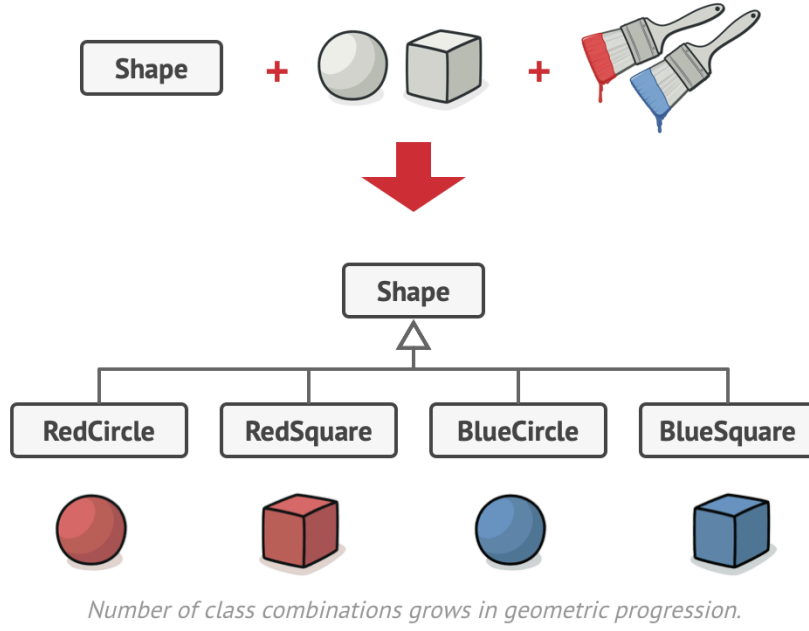 Shape + +
Shape
RedCircle RedSquare BlueCircle BlueSquare
Number of class combinations grows in geometric progression.